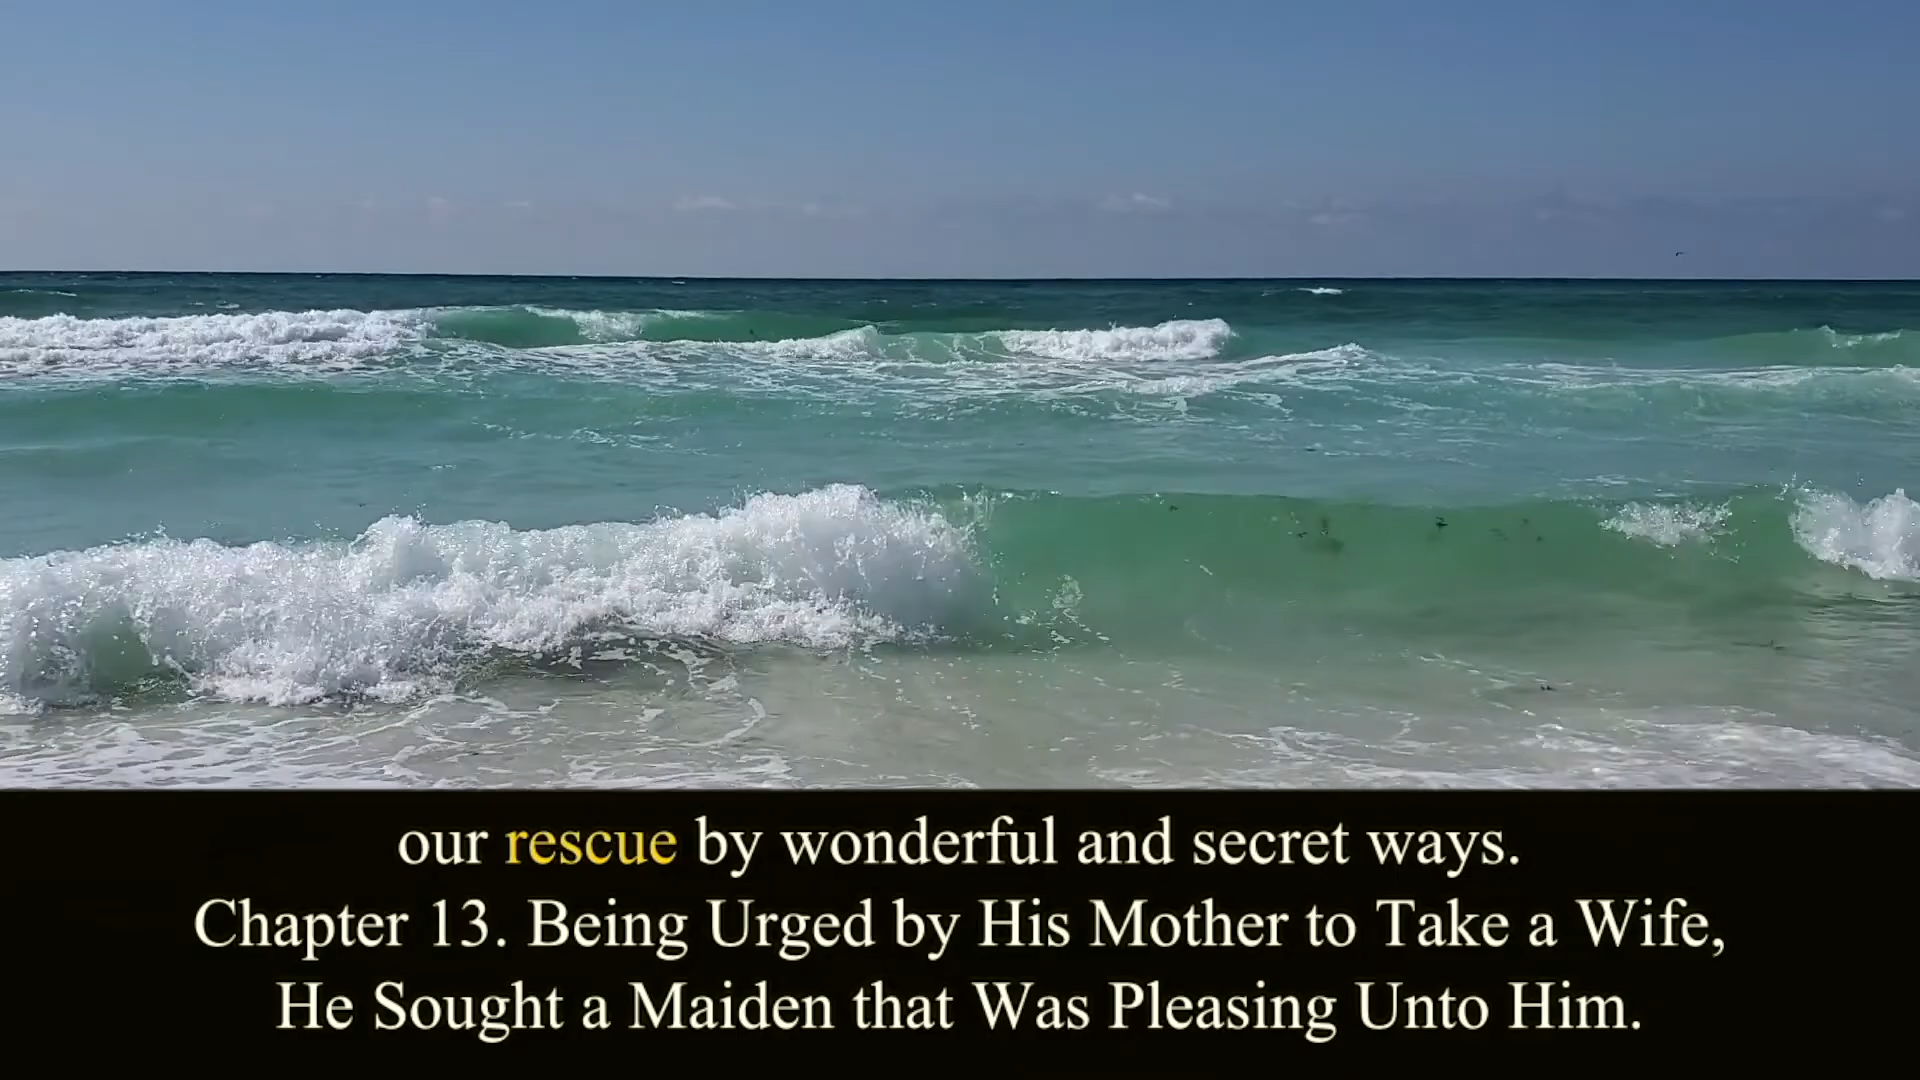 our rescue by wonderful and secret ways.
Chapter 13. Being Urged by His Mother to Take a Wife,
He Sought a Maiden that Was Pleasing Unto Him.